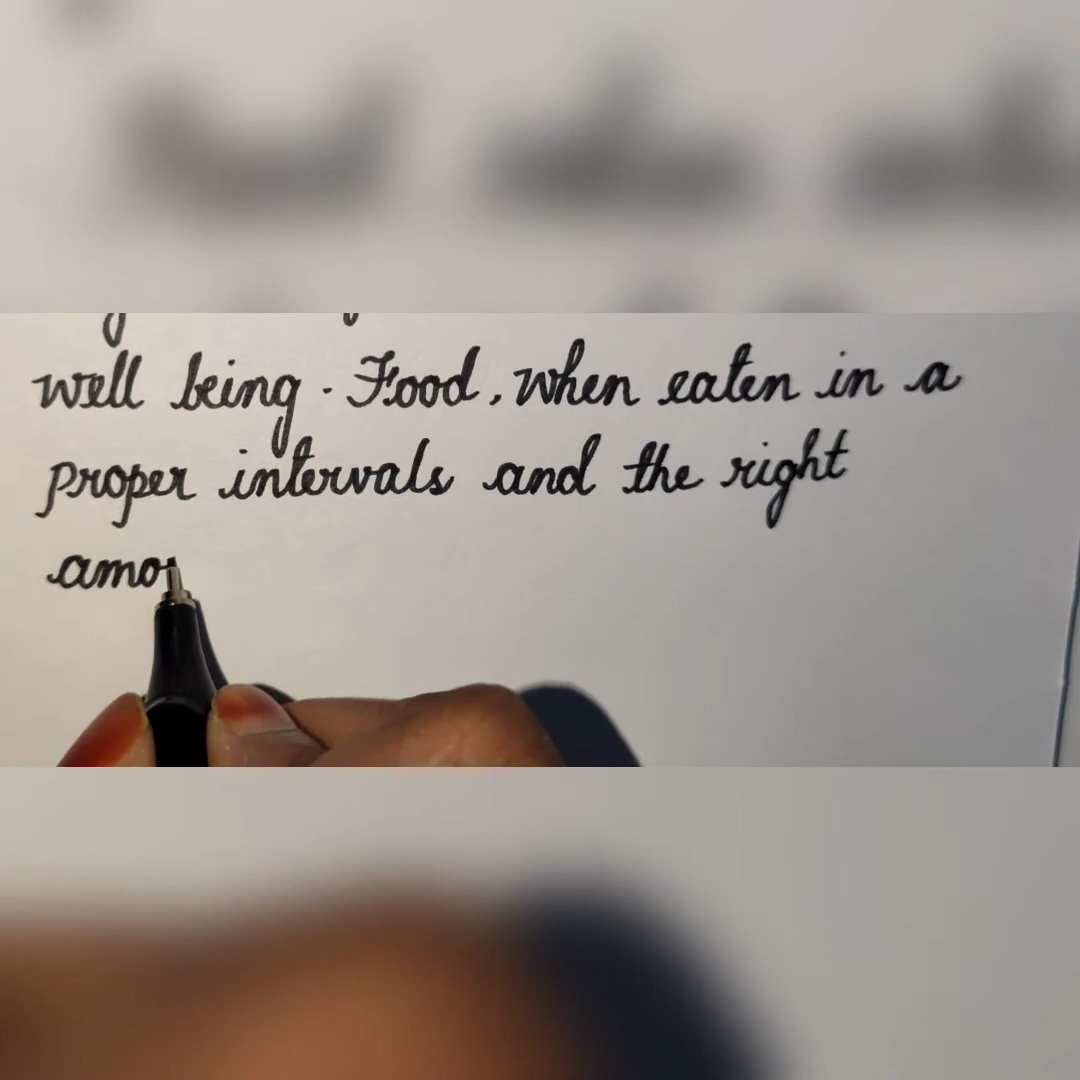 well being. Food, when eaten in a
proper intervals and the right
amo